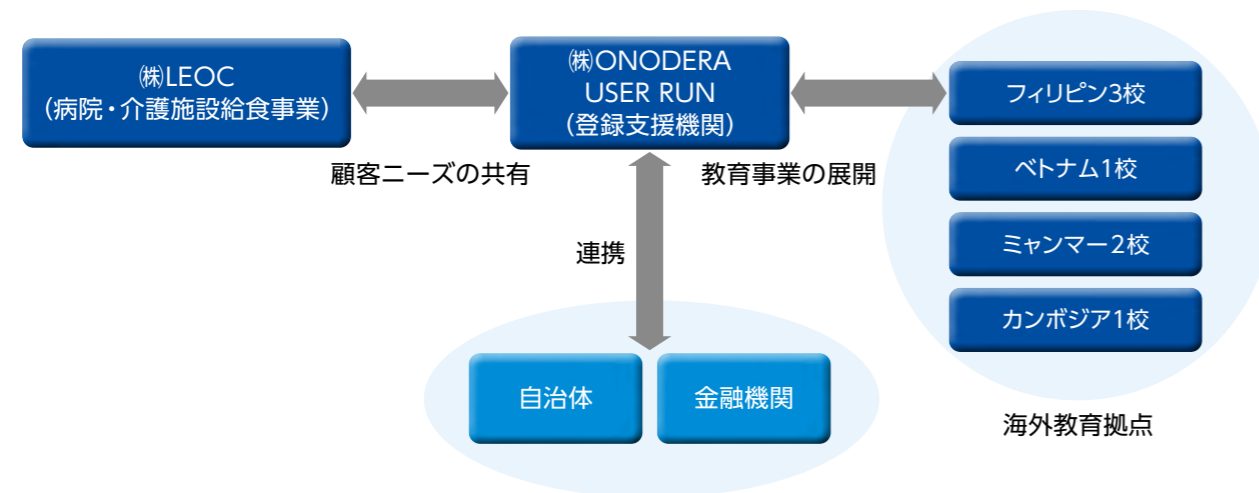 ㈱LEOC
（病院・介護施設給食事業）
㈱ONODERA
USER RUN
（登録支援機関）
フィリピン3校
ベトナム1校
ミャンマー2校
カンボジア1校
顧客ニーズの共有
教育事業の展開
連携
自治体
金融機関
海外教育拠点